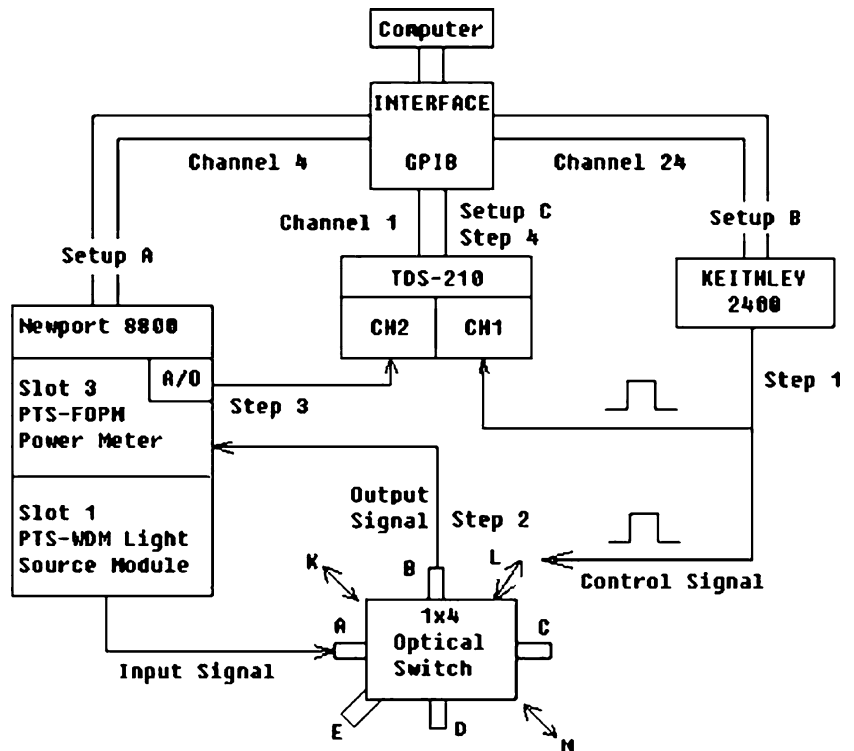 Computer
INTERFACE
GPIB
Channel 4
Channel 24
Channel 1
Setup C
Step 4
Setup A
Setup B
TDS-210
CH2
CH1
KEITHLEY
2400
Newport 8800
A/O
Slot 3
PTS-FOPM
Power Meter
Step 3
Step 1
Slot 1
PTS-WDM Light
Source Module
Output
Signal
Step 2
Control Signal
K
B
L
A
1x4
Optical
Switch
C
Input Signal
E
D
M